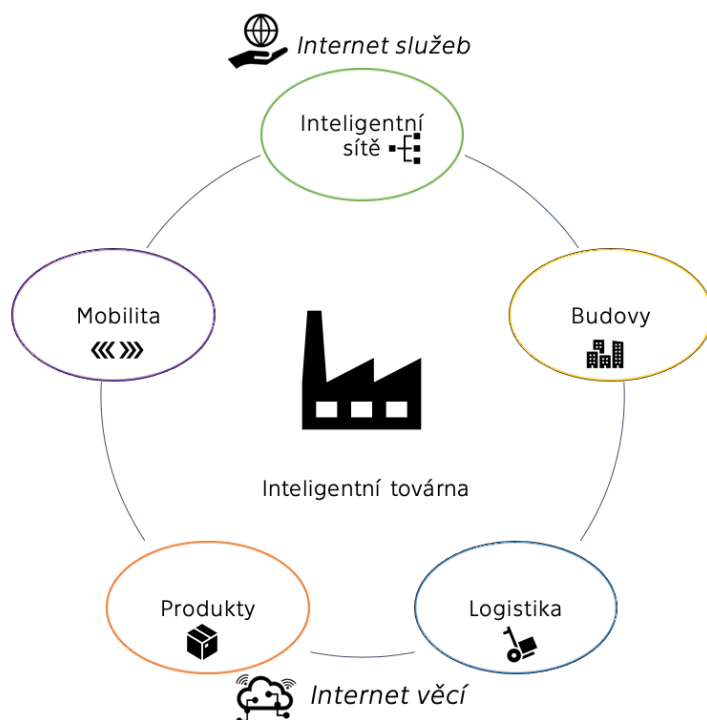 Internet služeb
Inteligentní
sítě
Mobilita
Budovy
Inteligentní továrna
Produkty
Logistika
Internet věcí